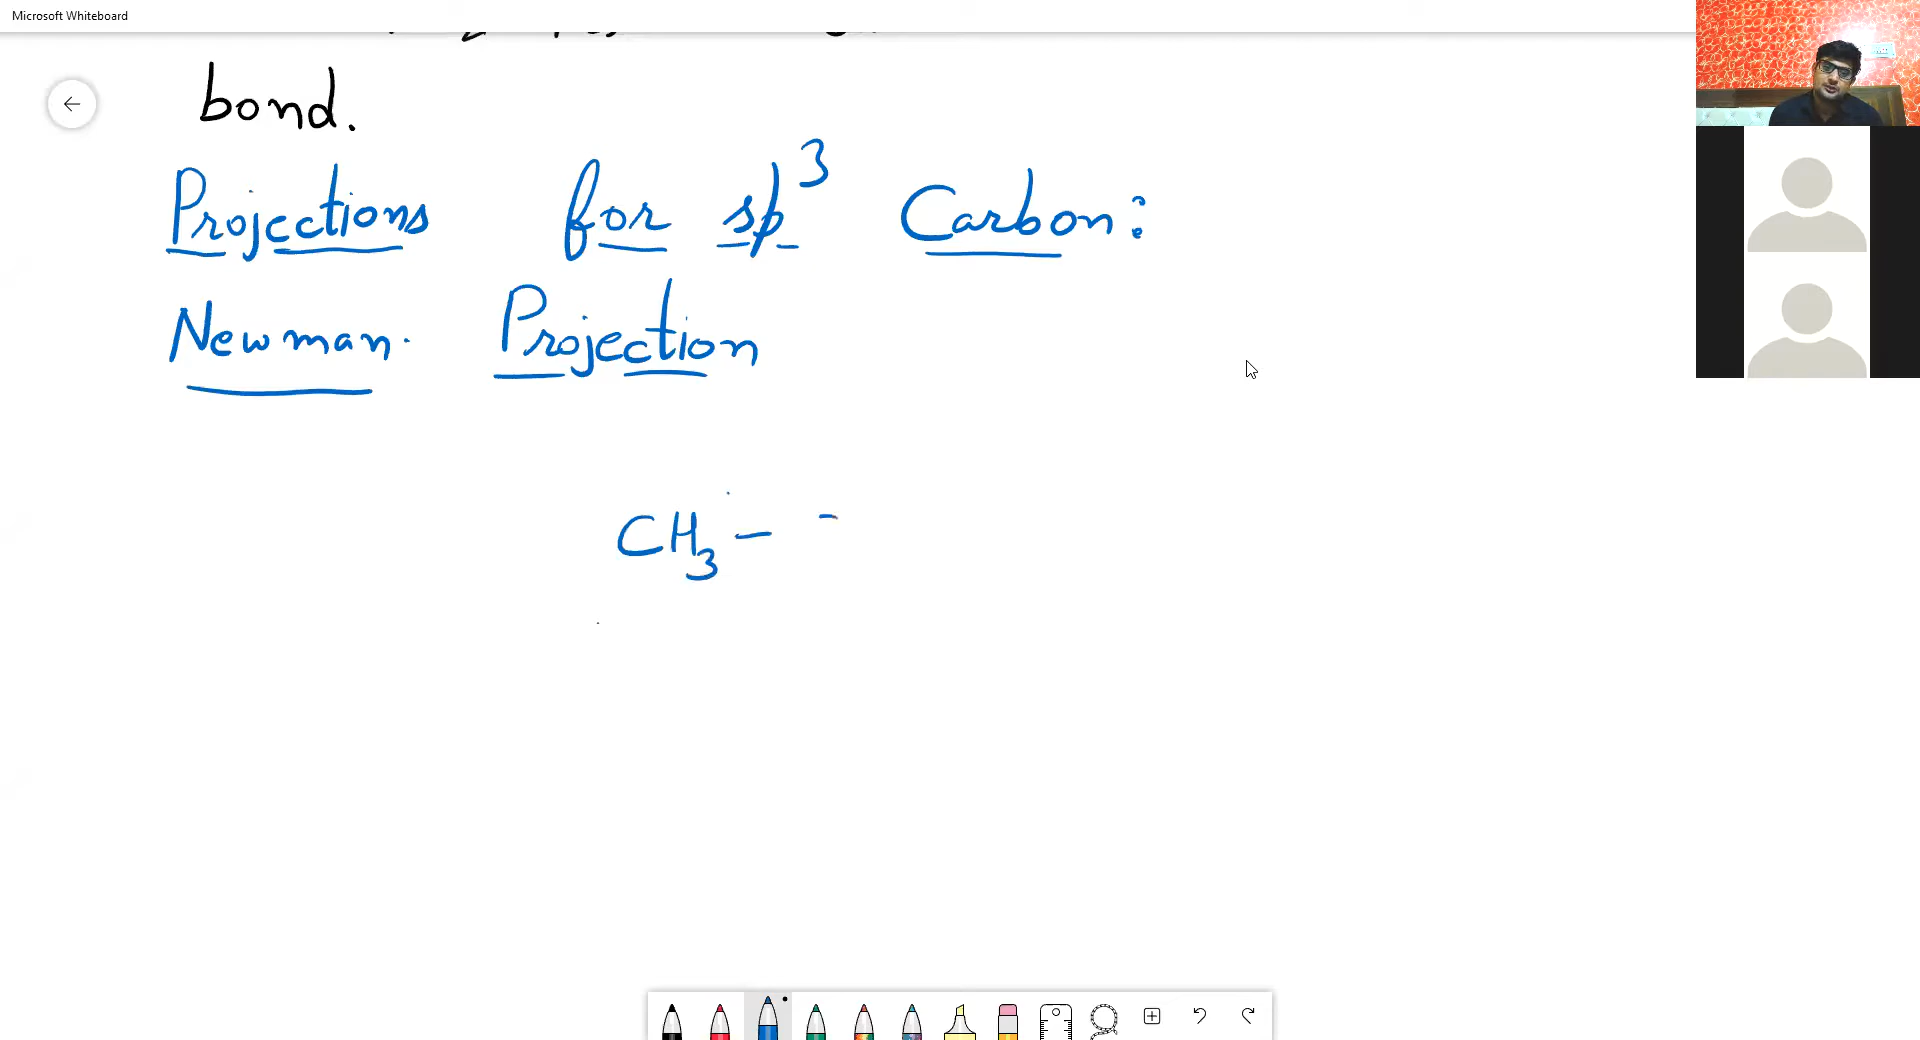 Microsoft Whiteboard
bond.
Projections for sp³ Carbon:
Newman. Projection
CH₃ –